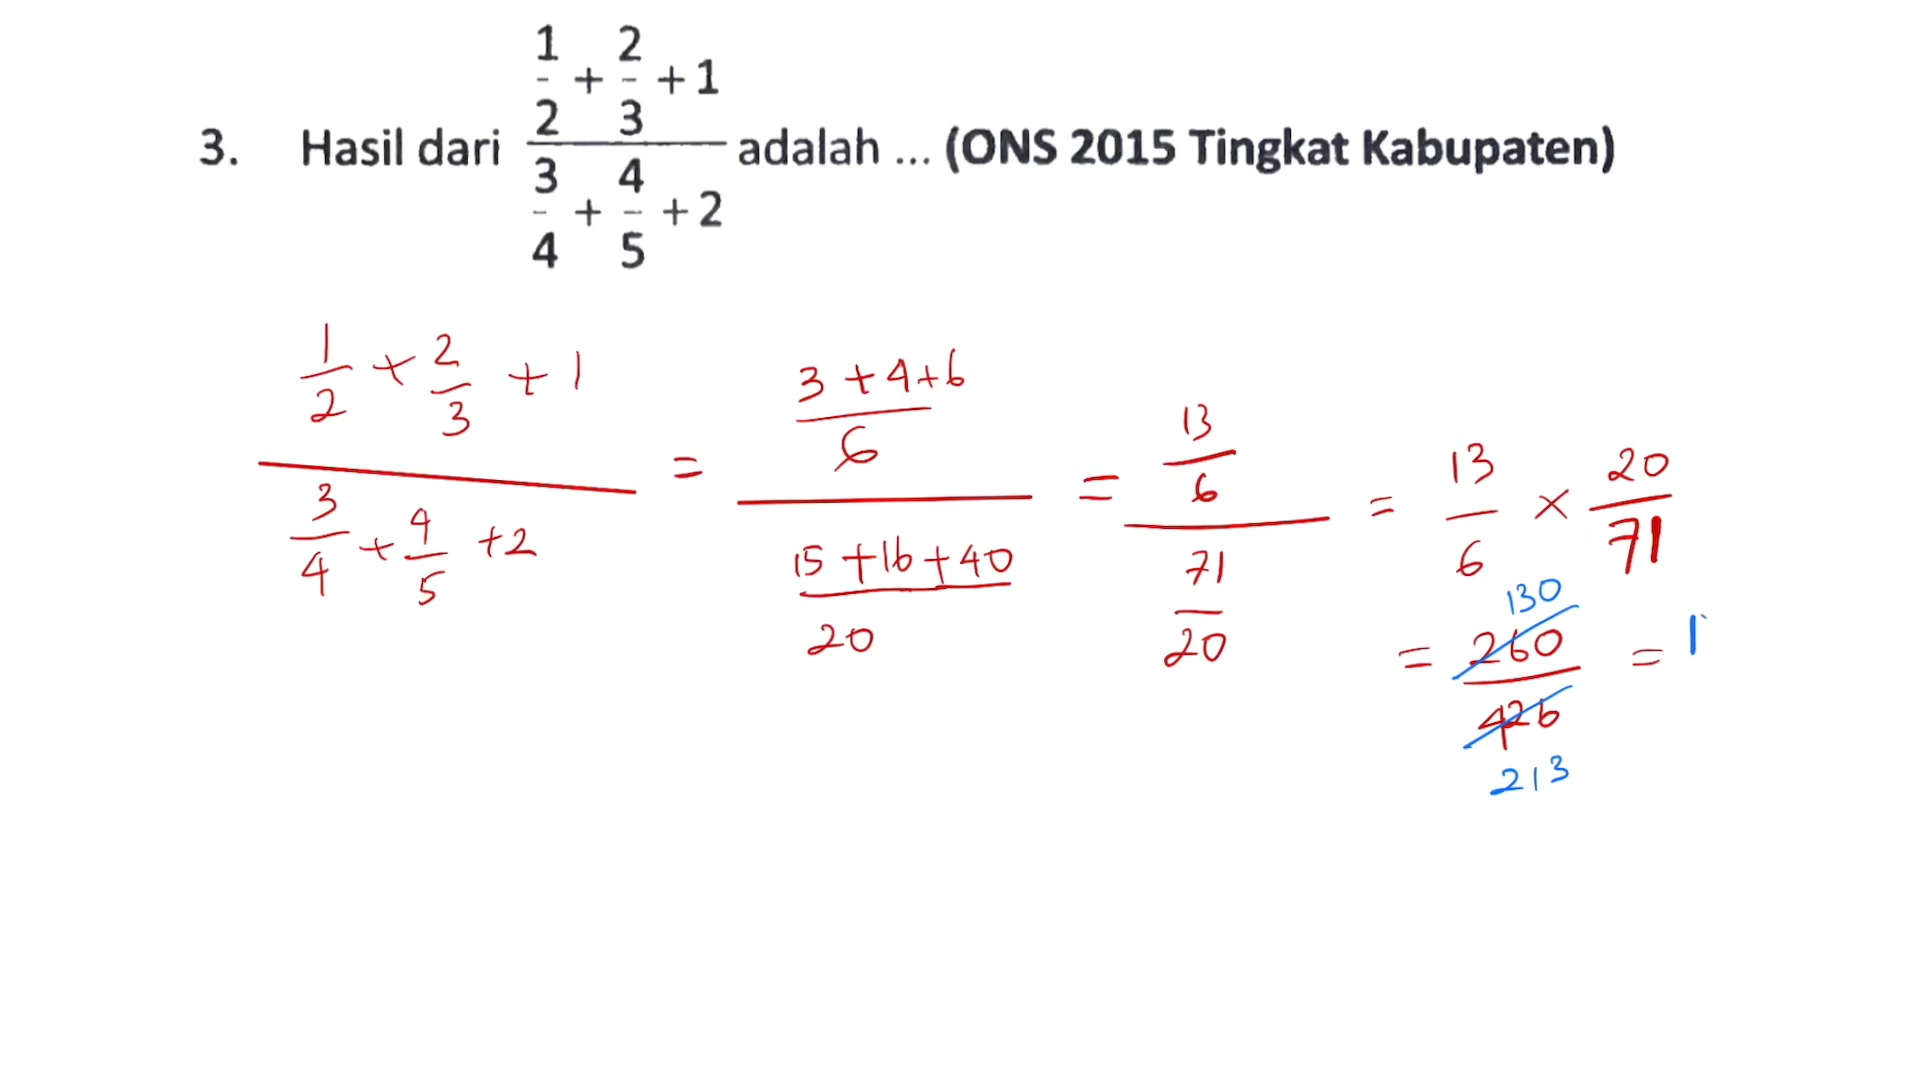 3. Hasil dari (1/2 + 2/3 + 1)/(3/4 + 4/5 + 2) adalah ... (ONS 2015 Tingkat Kabupaten)
(1/2 + 2/3 + 1)/(3/4 + 4/5 + 2) = ((3 + 4 + 6)/6)/((15 + 16 + 40)/20) = (13/6)/(71/20) = 13/6 × 20/71
130
= 260/426 = 1
213